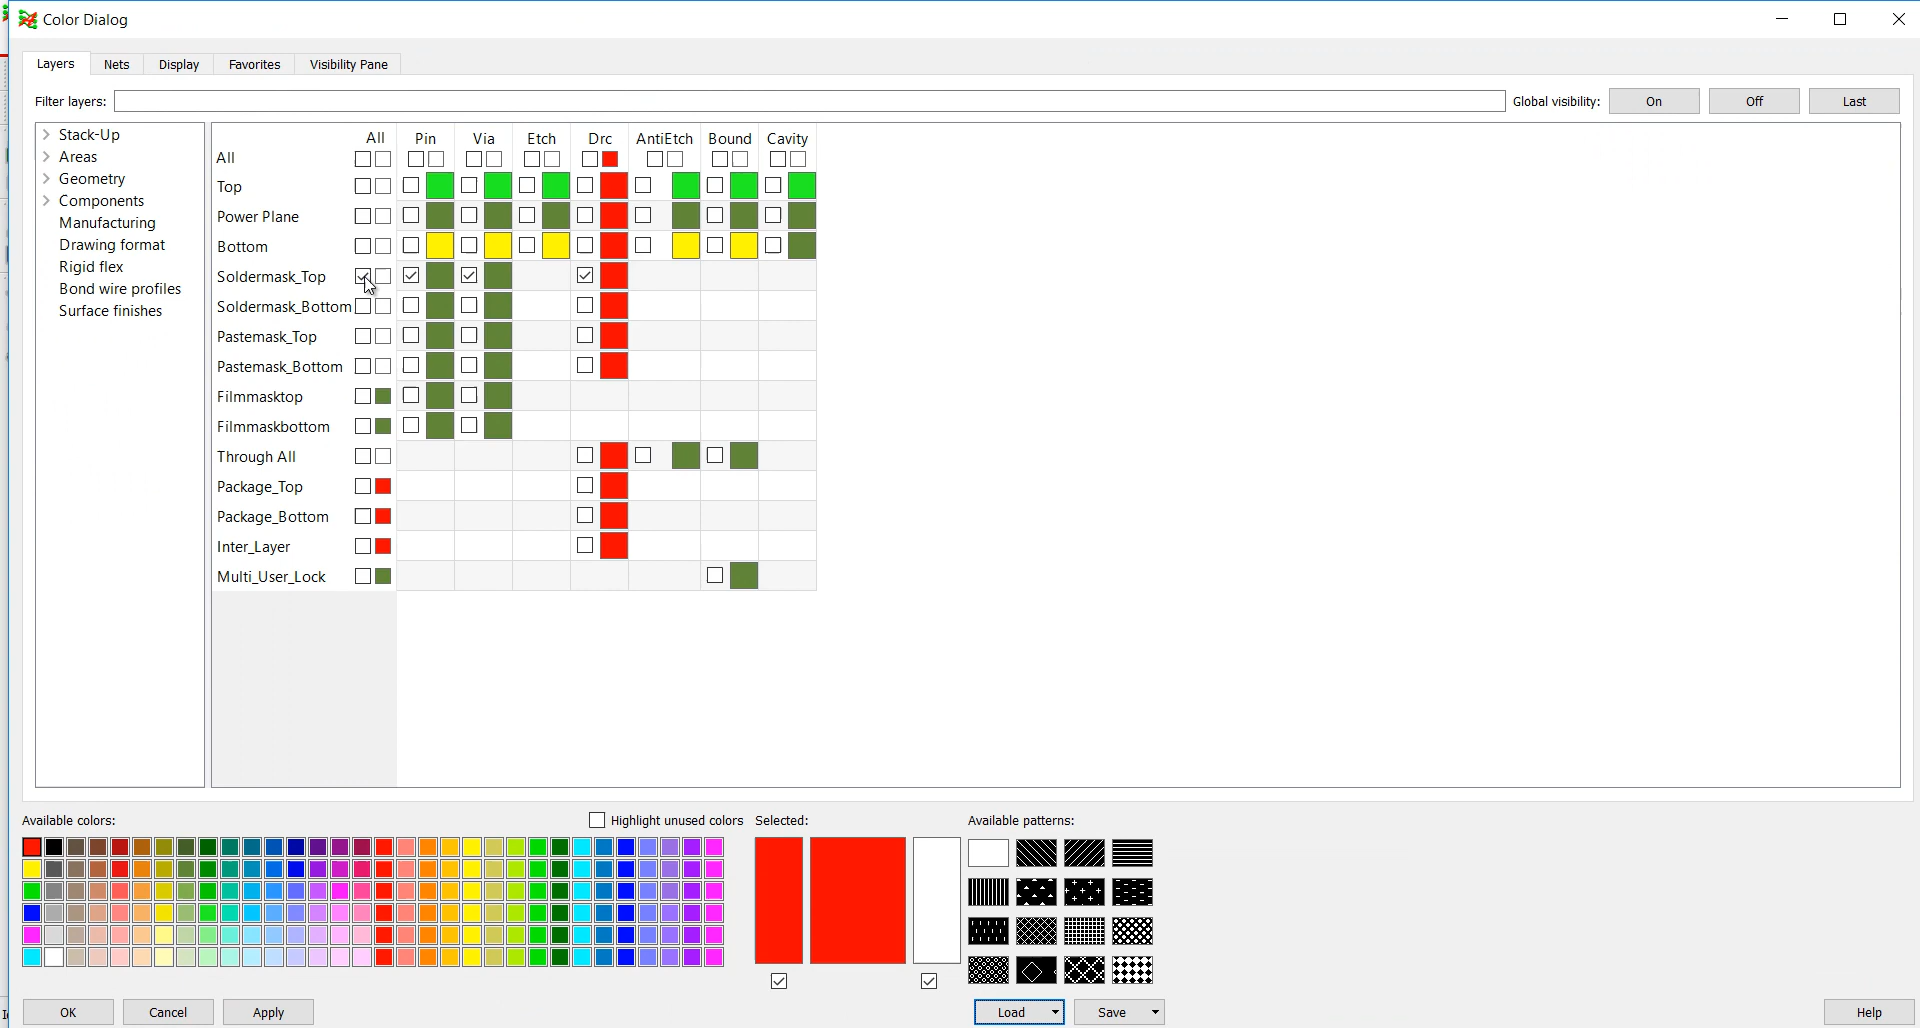 Color Dialog
Layers Nets Display Favorites Visibility Pane
Filter layers: Global visibility: On Off Last
Stack-Up
Areas
Geometry
Components
Manufacturing
Drawing format
Rigid flex
Bond wire profiles
Surface finishes
All Pin Via Etch Drc AntiEtch Bound Cavity
All
Top
Power Plane
Bottom
Soldermask_Top
Soldermask_Bottom
Pastemask_Top
Pastemask_Bottom
Filmmasktop
Filmmaskbottom
Through All
Package_Top
Package_Bottom
Inter_Layer
Multi_User_Lock
Available colors: Highlight unused colors Selected: Available patterns:
OK Cancel Apply Load Save Help